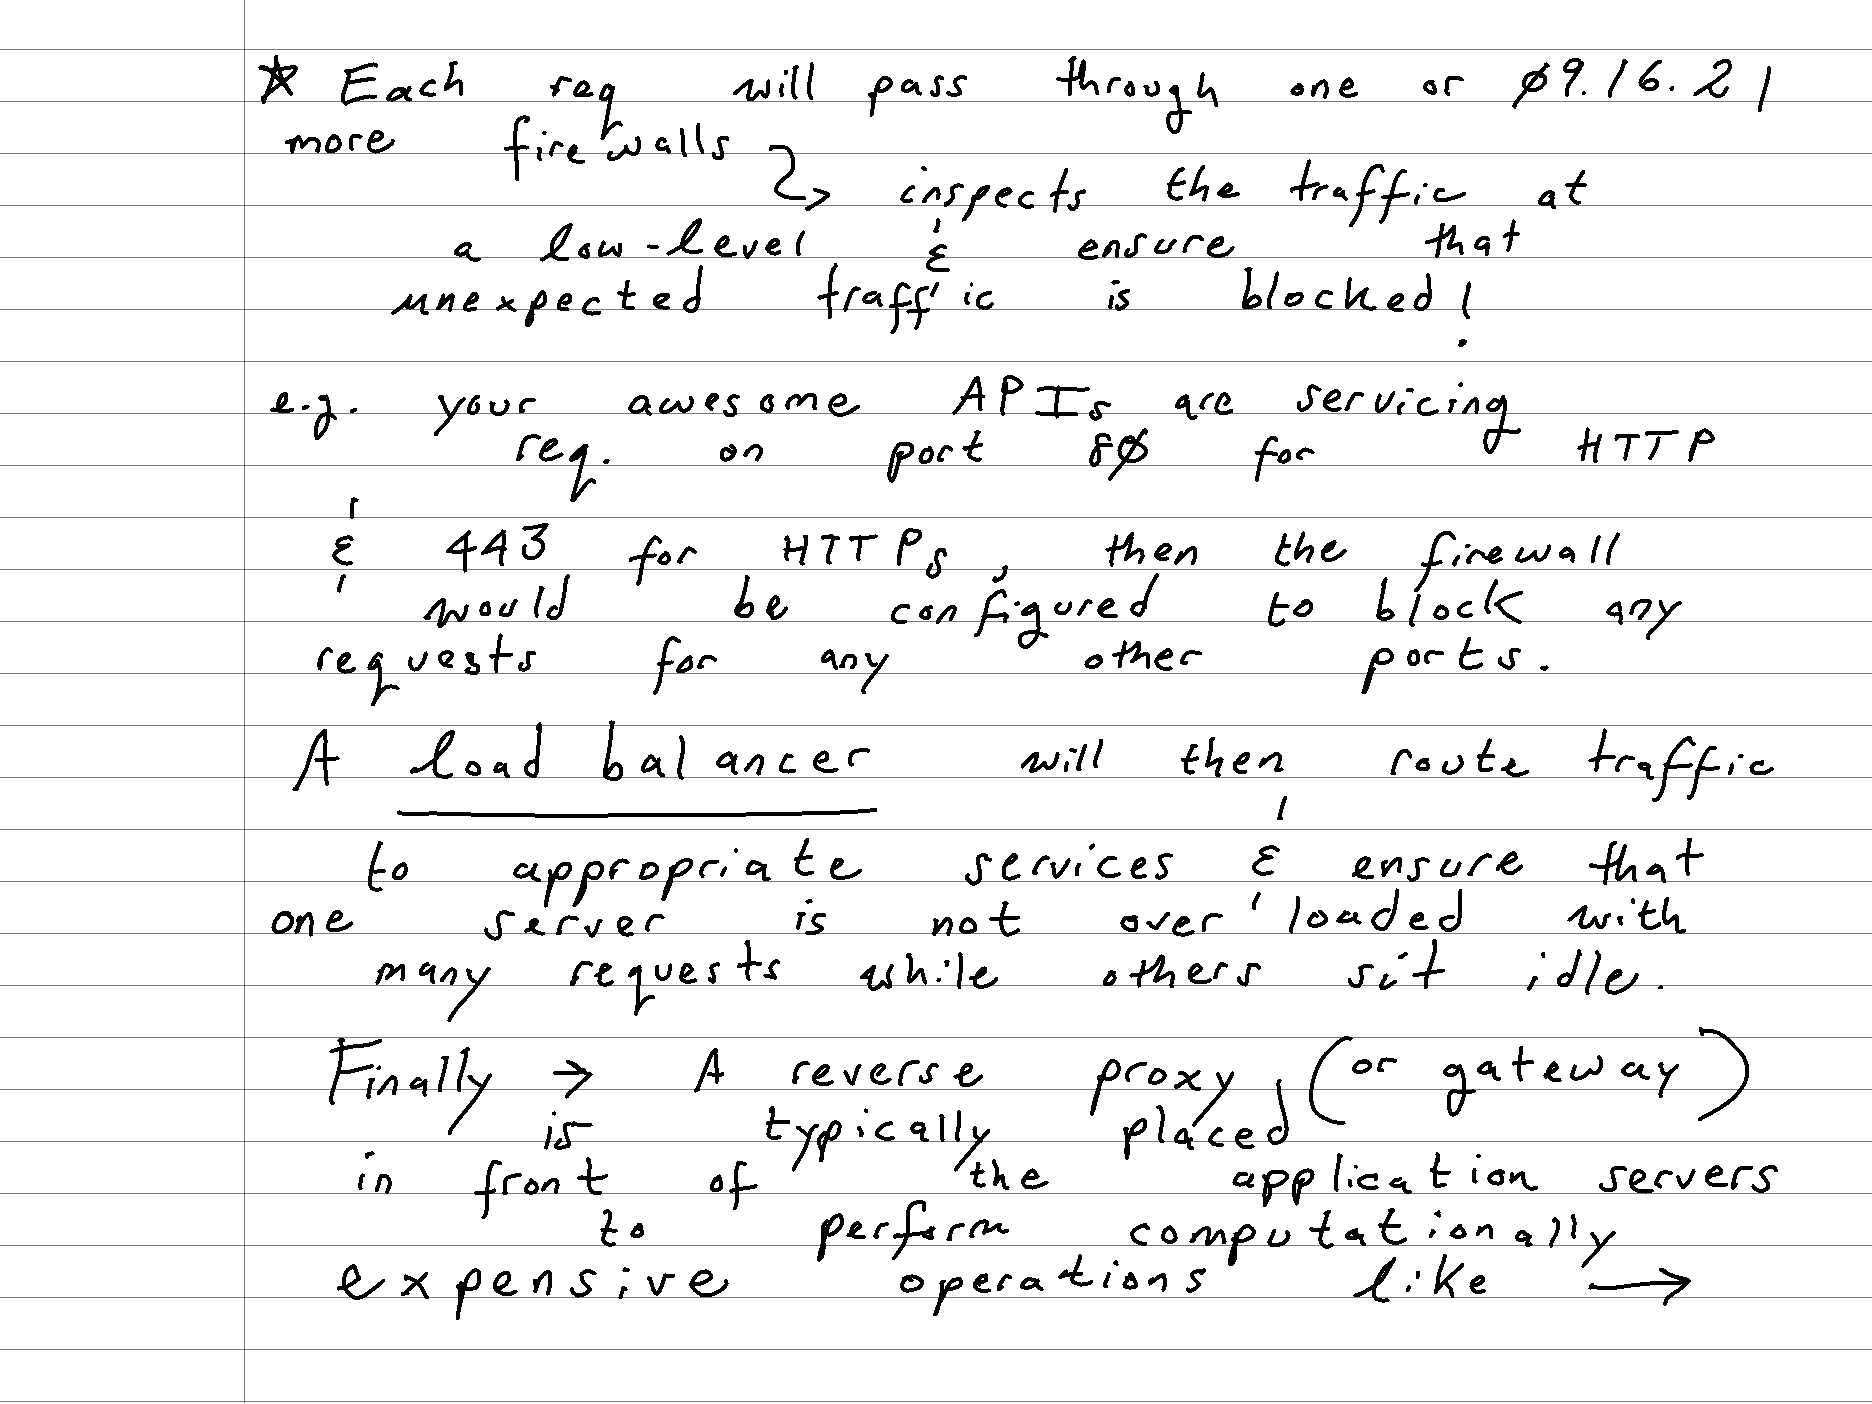 ☆ Each req will pass through one or ø9.16.21
more firewalls
↳ inspects the traffic at
a low-level & ensure that
unexpected traffic is blocked!
e.g. your awesome APIs are servicing
req. on port 8ø for HTTP
& 443 for HTTPs, then the firewall
would be configured to block any
requests for any other ports.
A load balancer will then route traffic
to appropriate services & ensure that
one server is not overloaded with
many requests while others sit idle.
Finally → A reverse proxy, (or gateway)
is typically placed
in front of the application servers
to perform computationally
expensive operations like →